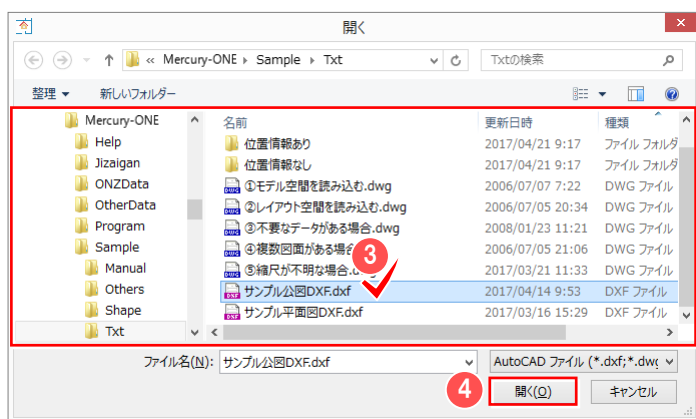 開く
« Mercury-ONE ▸ Sample ▸ Txt
Txtの検索
整理 ▼ 新しいフォルダー
Mercury-ONE
Help
Jizaigan
ONZData
OtherData
Program
Sample
Manual
Others
Shape
Txt
名前 更新日時 種類
位置情報あり 2017/04/21 9:17 ファイル フォルダ
位置情報なし 2017/04/21 9:17 ファイル フォルダ
①モデル空間を読み込む.dwg 2006/07/07 7:22 DWG ファイル
②レイアウト空間を読み込む.dwg 2006/07/05 20:34 DWG ファイル
③不要なデータがある場合.dwg 2008/01/23 11:21 DWG ファイル
④複数図面がある場合 2006/07/05 21:06 DWG ファイル
⑤縮尺が不明な場合.dwg 2017/03/21 11:33 DWG ファイル
3
サンプル公図DXF.dxf 2017/04/14 9:53 DXF ファイル
サンプル平面図DXF.dxf 2017/03/16 15:29 DXF ファイル
ファイル名(N): サンプル公図DXF.dxf AutoCAD ファイル (*.dxf;*.dwg
4 開く(O) キャンセル